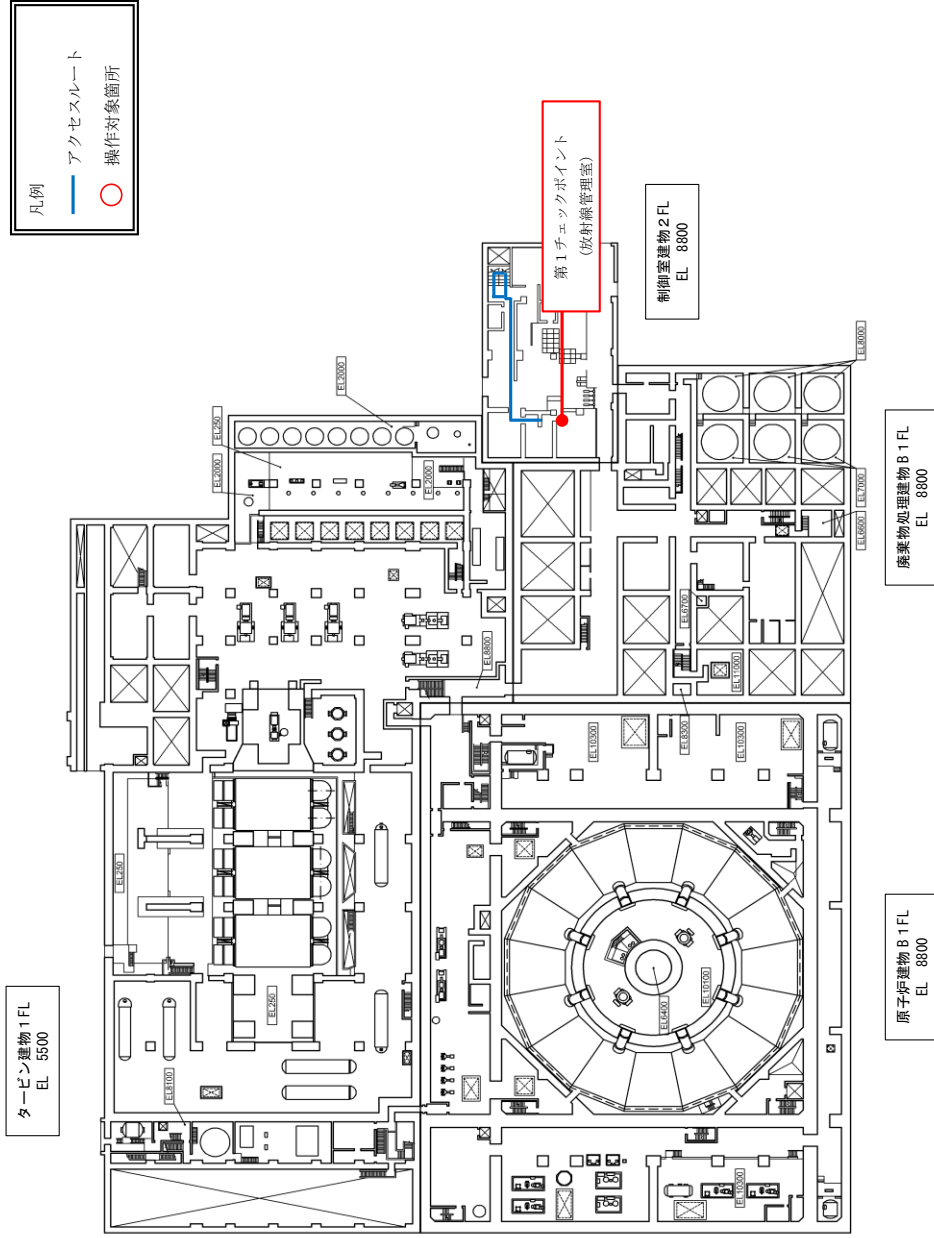 凡例
アクセスルート
操作対象箇所
第1チェックポイント
(放射線管理室)
制御室建物2FL
EL 8800
廃棄物処理建物B1FL
EL 8800
原子炉建物B1FL
EL 8800
タービン建物1FL
EL 5500
EL2000
EL250
EL2000
EL2000
EL8000
EL7000
EL6600
EL6700
EL11000
EL8300
EL8800
EL10300
EL10300
EL250
EL250
EL8100
EL6400
EL10100
EL10300